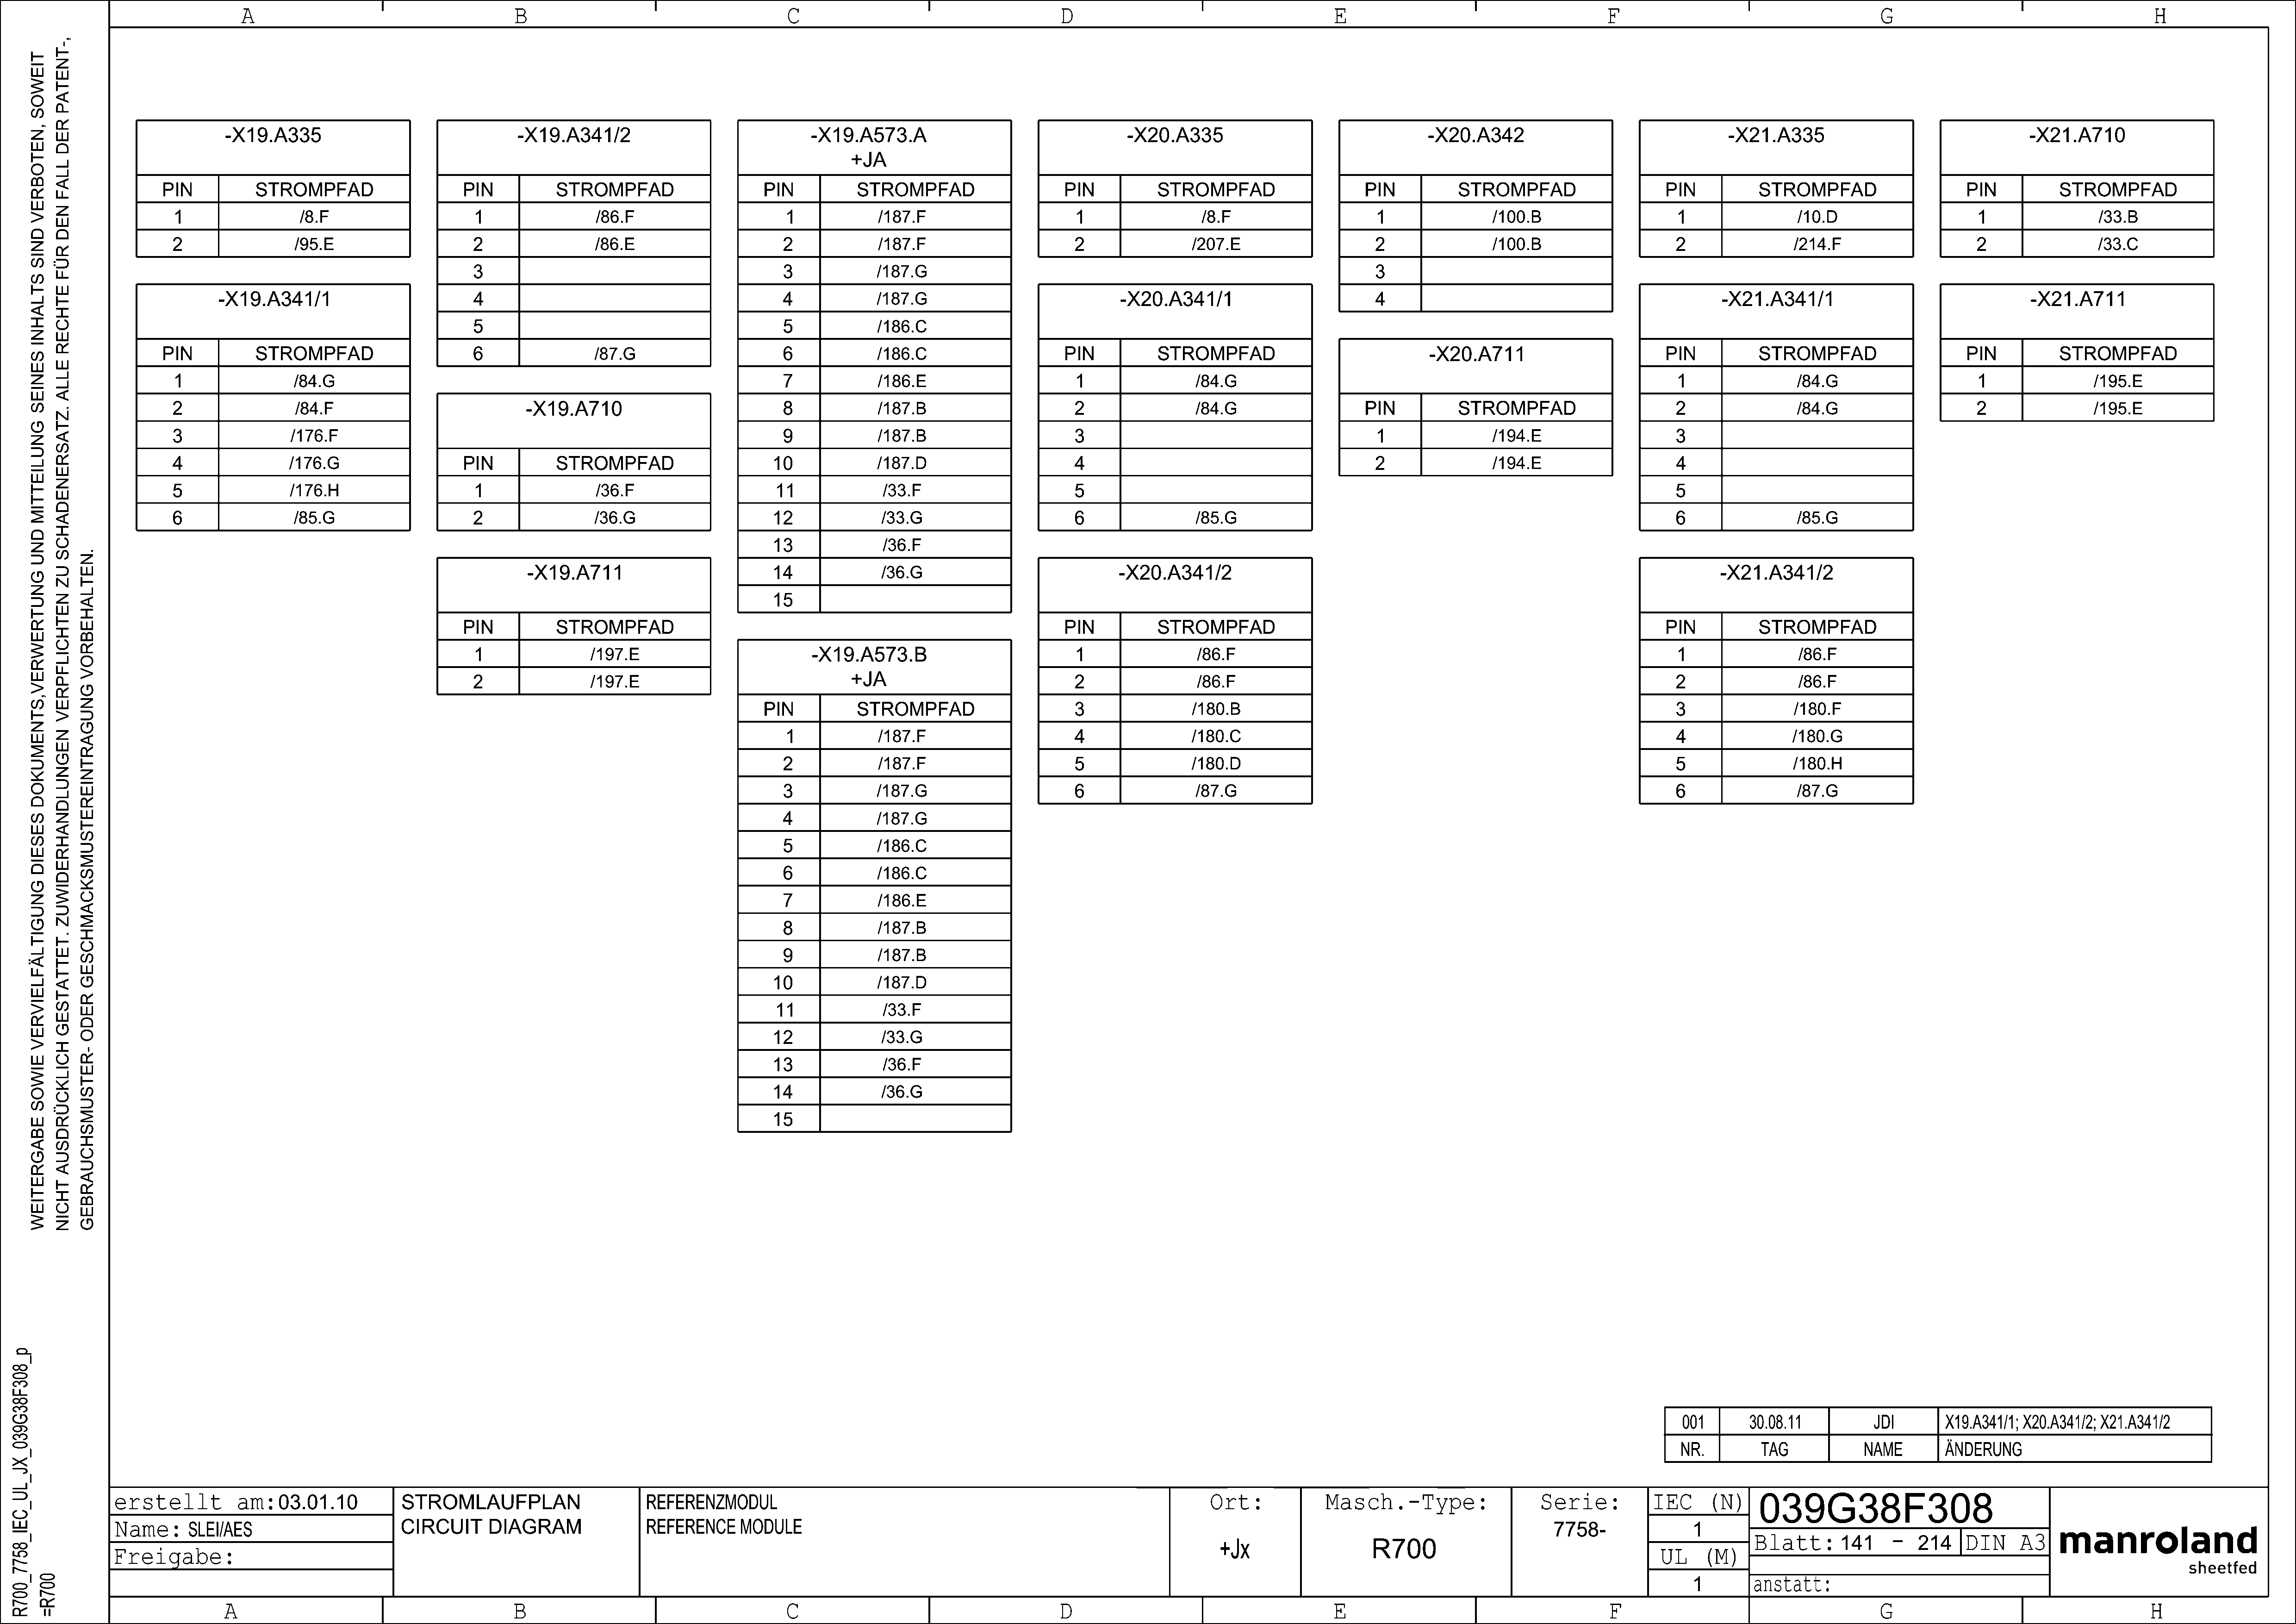 A B C D E F G H
WEITERGABE SOWIE VERVIELFÄLTIGUNG DIESES DOKUMENTS,VERWERTUNG UND MITTEILUNG SEINES INHALTS SIND VERBOTEN, SOWEIT
NICHT AUSDRÜCKLICH GESTATTET. ZUWIDERHANDLUNGEN VERPFLICHTEN ZU SCHADENERSATZ. ALLE RECHTE FÜR DEN FALL DER PATENT-,
GEBRAUCHSMUSTER- ODER GESCHMACKSMUSTEREINTRAGUNG VORBEHALTEN.
R700_7758_IEC_UL_JX_039G38F308_p
=R700
-X19.A335
PIN STROMPFAD
1 /8.F
2 /95.E
-X19.A341/1
PIN STROMPFAD
1 /84.G
2 /84.F
3 /176.F
4 /176.G
5 /176.H
6 /85.G
-X19.A341/2
PIN STROMPFAD
1 /86.F
2 /86.E
3
4
5
6 /87.G
-X19.A710
PIN STROMPFAD
1 /36.F
2 /36.G
-X19.A711
PIN STROMPFAD
1 /197.E
2 /197.E
-X19.A573.A
+JA
PIN STROMPFAD
1 /187.F
2 /187.F
3 /187.G
4 /187.G
5 /186.C
6 /186.C
7 /186.E
8 /187.B
9 /187.B
10 /187.D
11 /33.F
12 /33.G
13 /36.F
14 /36.G
15
-X19.A573.B
+JA
PIN STROMPFAD
1 /187.F
2 /187.F
3 /187.G
4 /187.G
5 /186.C
6 /186.C
7 /186.E
8 /187.B
9 /187.B
10 /187.D
11 /33.F
12 /33.G
13 /36.F
14 /36.G
15
-X20.A335
PIN STROMPFAD
1 /8.F
2 /207.E
-X20.A341/1
PIN STROMPFAD
1 /84.G
2 /84.G
3
4
5
6 /85.G
-X20.A341/2
PIN STROMPFAD
1 /86.F
2 /86.F
3 /180.B
4 /180.C
5 /180.D
6 /87.G
-X20.A342
PIN STROMPFAD
1 /100.B
2 /100.B
3
4
-X20.A711
PIN STROMPFAD
1 /194.E
2 /194.E
-X21.A335
PIN STROMPFAD
1 /10.D
2 /214.F
-X21.A341/1
PIN STROMPFAD
1 /84.G
2 /84.G
3
4
5
6 /85.G
-X21.A341/2
PIN STROMPFAD
1 /86.F
2 /86.F
3 /180.F
4 /180.G
5 /180.H
6 /87.G
-X21.A710
PIN STROMPFAD
1 /33.B
2 /33.C
-X21.A711
PIN STROMPFAD
1 /195.E
2 /195.E
001 30.08.11 JDI X19.A341/1; X20.A341/2; X21.A341/2
NR. TAG NAME ÄNDERUNG
erstellt am: 03.01.10
Name: SLEI/AES
Freigabe:
STROMLAUFPLAN
CIRCUIT DIAGRAM
REFERENZMODUL
REFERENCE MODULE
Ort:
+Jx
Masch.-Type:
R700
Serie:
7758-
IEC (N)
1
UL (M)
1
039G38F308
Blatt: 141 - 214 DIN A3
anstatt:
manroland
sheetfed
A B C D E F G H